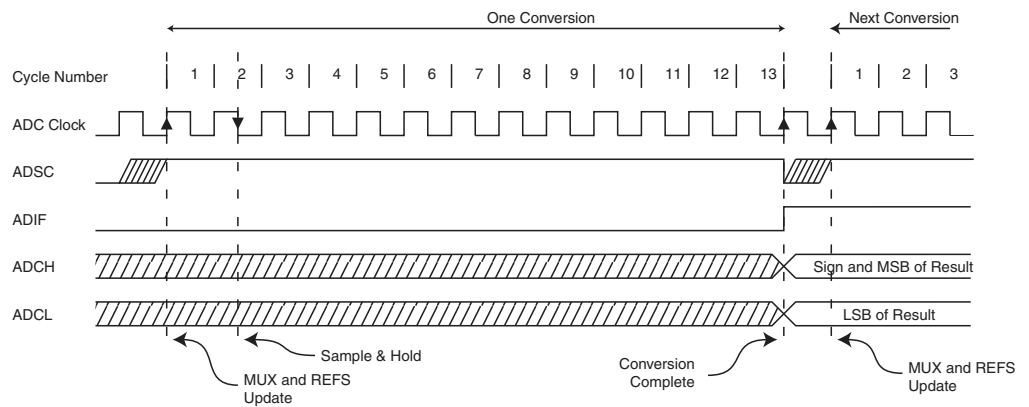 One Conversion Next Conversion
Cycle Number 1 2 3 4 5 6 7 8 9 10 11 12 13 1 2 3
ADC Clock
ADSC
ADIF
ADCH Sign and MSB of Result
ADCL LSB of Result
Sample & Hold
MUX and REFS
Update
Conversion
Complete
MUX and REFS
Update